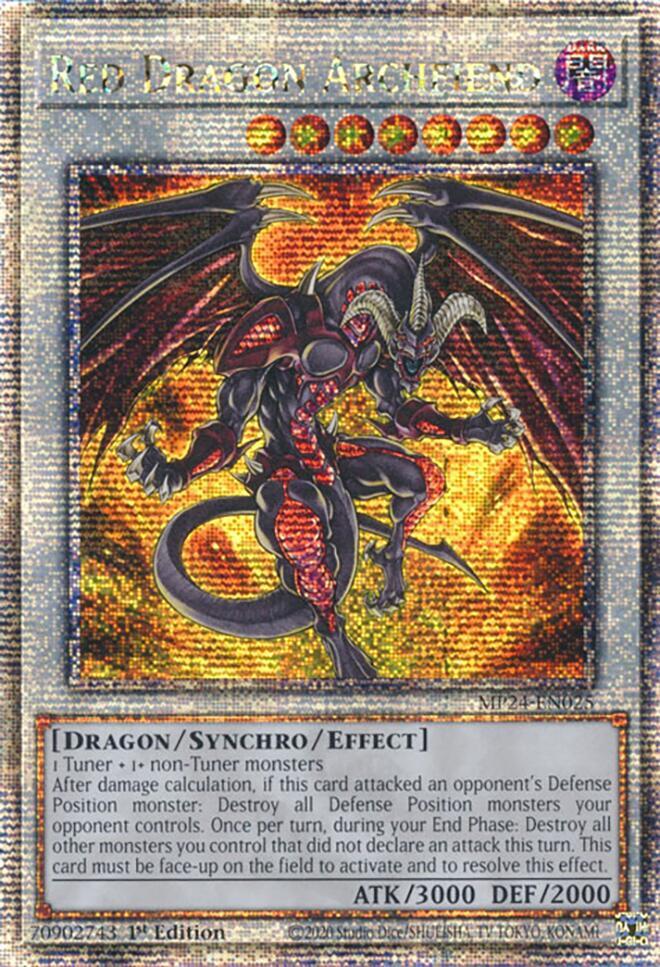 RED DRAGON ARCHFIEND
DARK
闇
MP24-EN025
[DRAGON/SYNCHRO/EFFECT]
1 Tuner + 1+ non-Tuner monsters
After damage calculation, if this card attacked an opponent's Defense
Position monster: Destroy all Defense Position monsters your
opponent controls. Once per turn, during your End Phase: Destroy all
other monsters you control that did not declare an attack this turn. This
card must be face-up on the field to activate and to resolve this effect.
ATK/3000 DEF/2000
70902743 1st Edition ©2020 Studio Dice/SHUEISHA, TV TOKYO, KONAMI